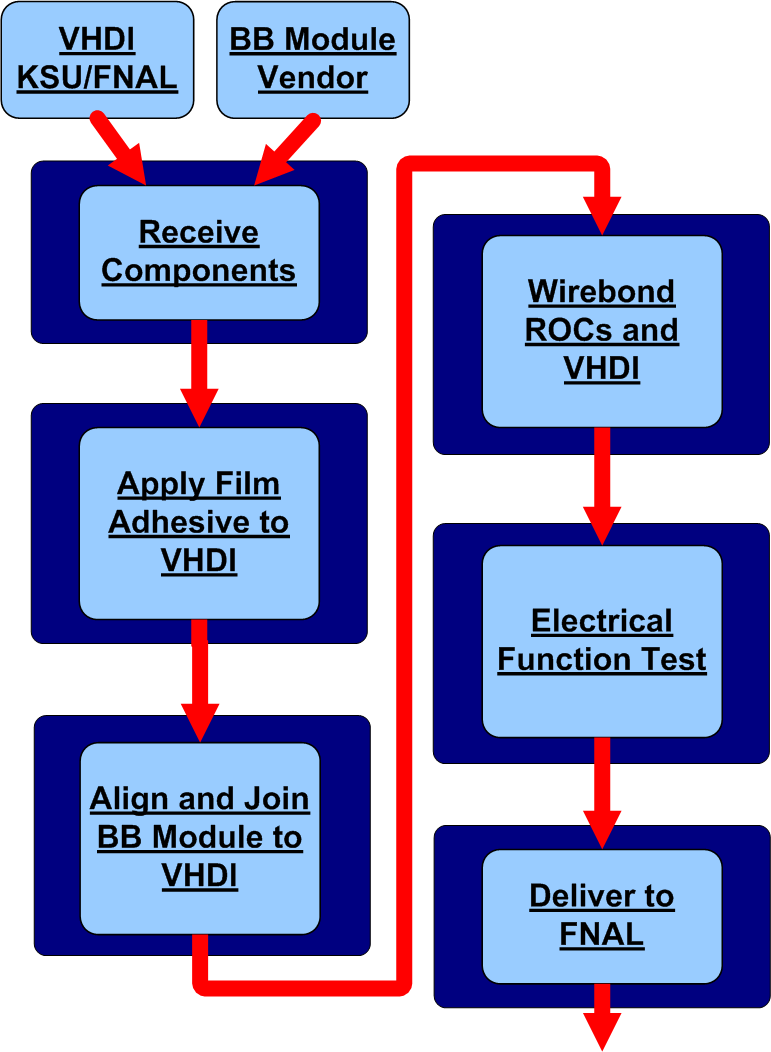 VHDI
KSU/FNAL
BB Module
Vendor
Receive
Components
Apply Film
Adhesive to
VHDI
Align and Join
BB Module to
VHDI
Wirebond
ROCs and
VHDI
Electrical
Function Test
Deliver to
FNAL